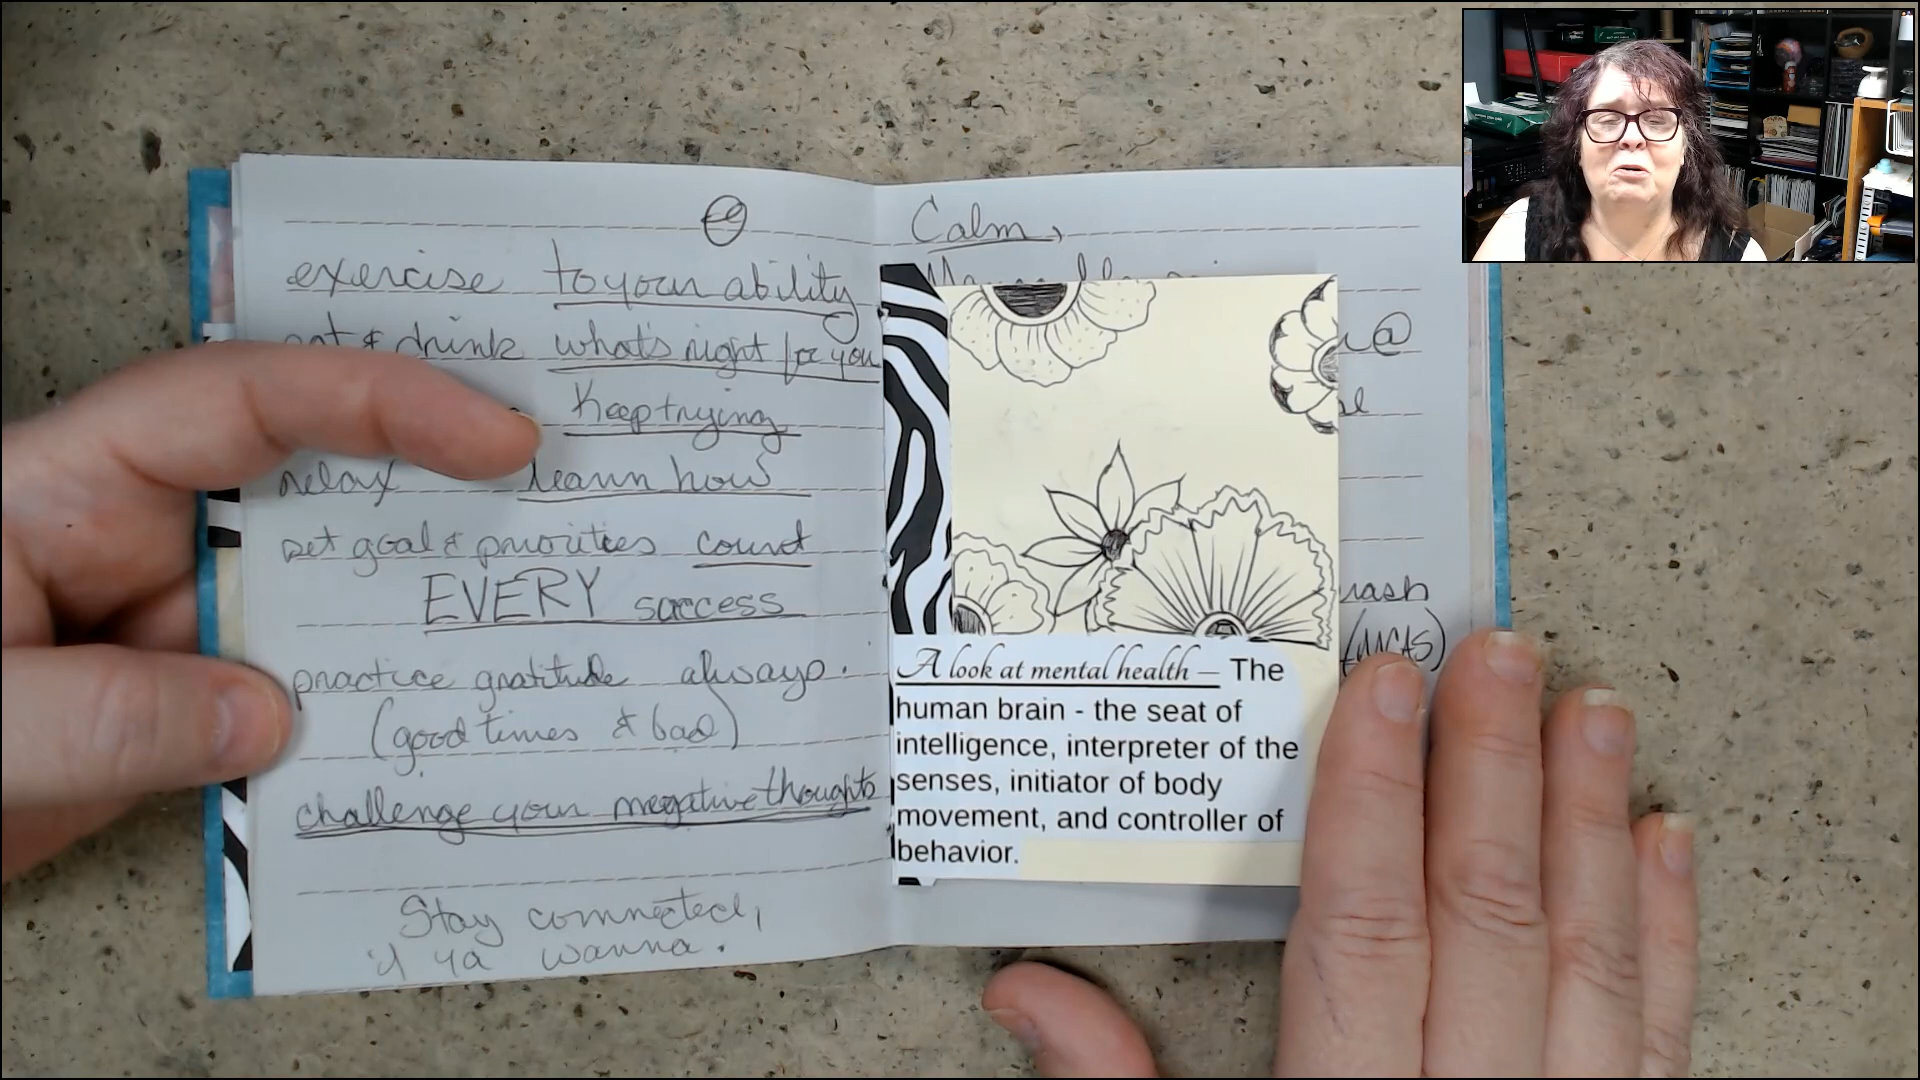 exercise to your ability
& drink what's right for you
Keep trying
relax learn how
set goal & priorities count
EVERY success
practice gratitude always.
(good times & bad)
challenge your negative thoughts
Stay connected,
if ya wanna.
Calm,
@
(MCAS)
A look at mental health — The
human brain - the seat of
intelligence, interpreter of the
senses, initiator of body
movement, and controller of
behavior.